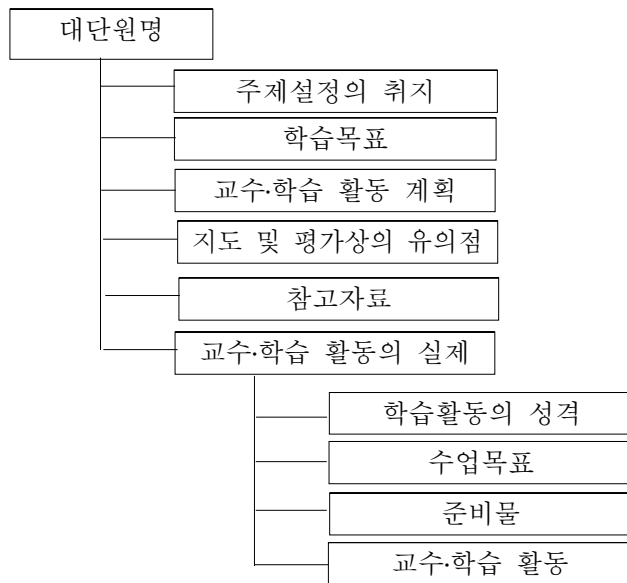 대단원명
주제설정의 취지
학습목표
교수·학습 활동 계획
지도 및 평가상의 유의점
참고자료
교수·학습 활동의 실제
학습활동의 성격
수업목표
준비물
교수·학습 활동